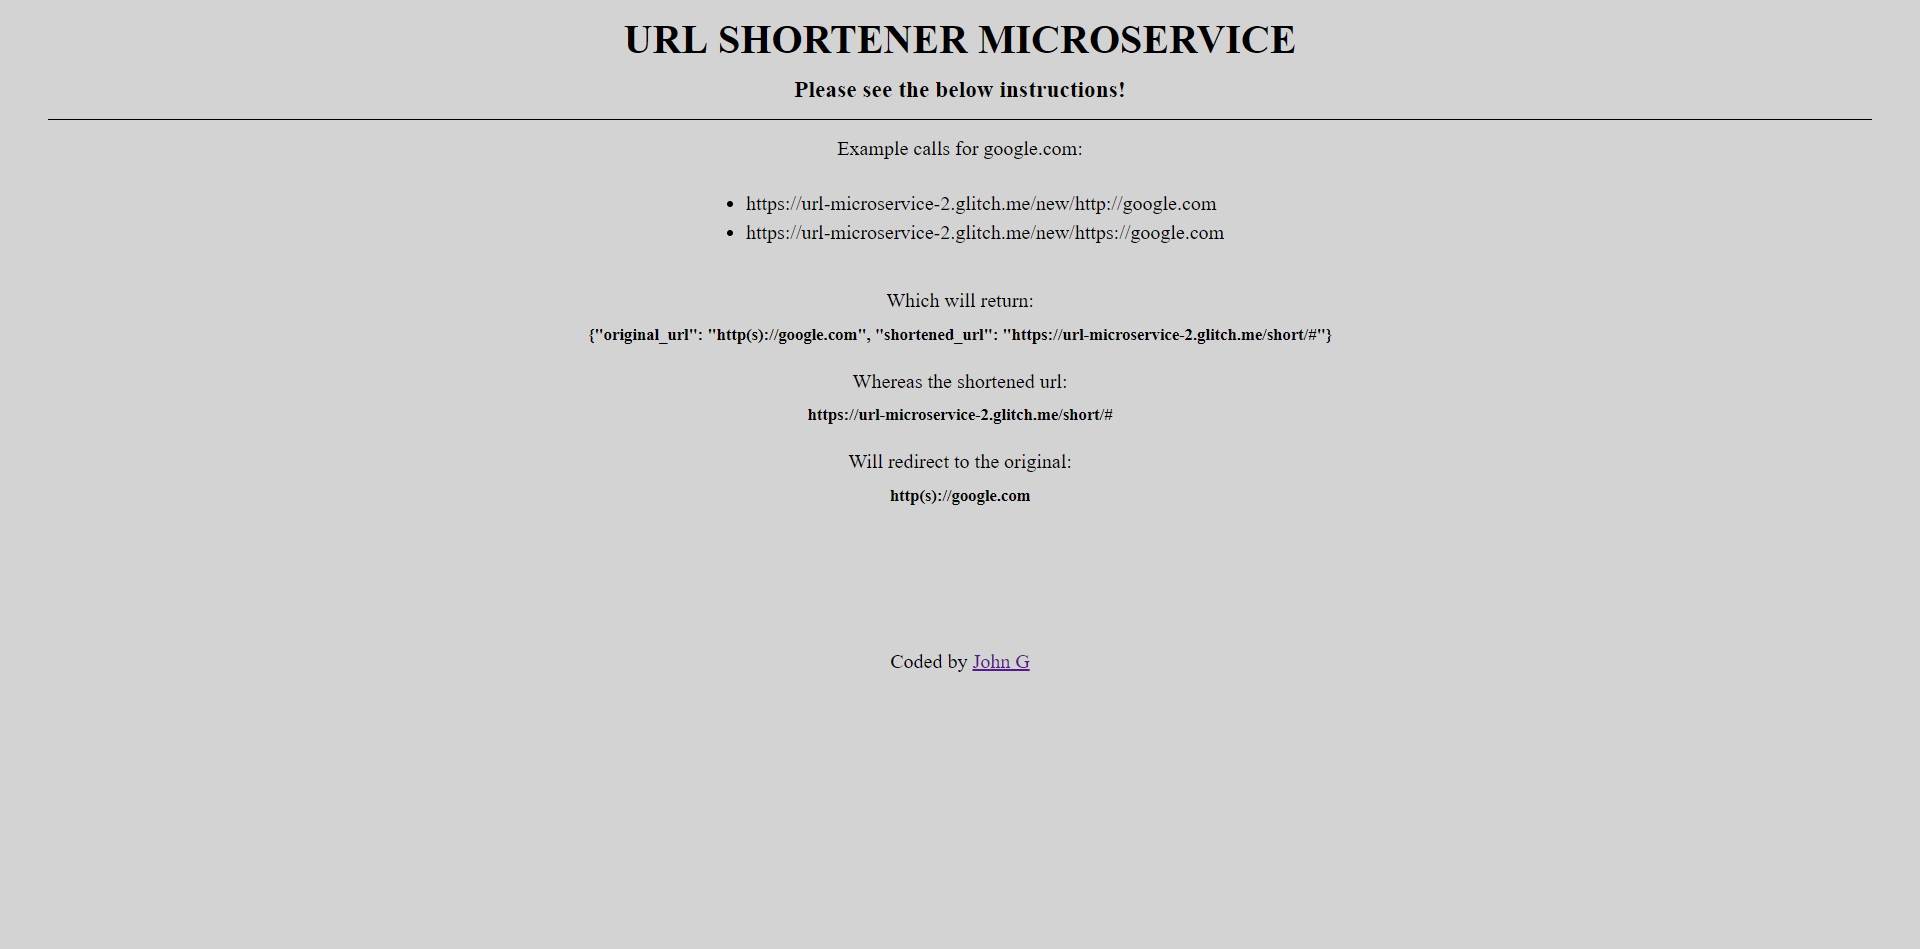 URL SHORTENER MICROSERVICE
Please see the below instructions!
Example calls for google.com:
• https://url-microservice-2.glitch.me/new/http://google.com
• https://url-microservice-2.glitch.me/new/https://google.com
Which will return:
{"original_url": "http(s)://google.com", "shortened_url": "https://url-microservice-2.glitch.me/short/#"}
Whereas the shortened url:
https://url-microservice-2.glitch.me/short/#
Will redirect to the original:
http(s)://google.com
Coded by John G